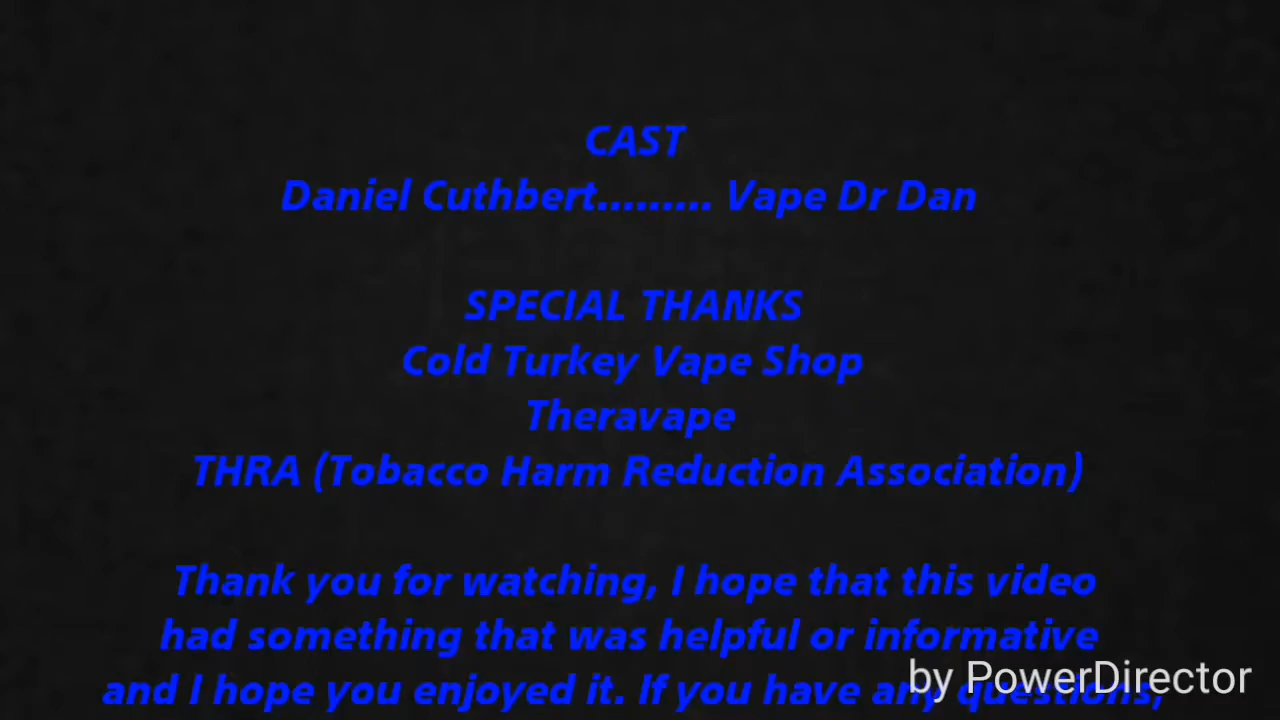 CAST
Daniel Cuthbert......... Vape Dr Dan
SPECIAL THANKS
Cold Turkey Vape Shop
Theravape
THRA (Tobacco Harm Reduction Association)
Thank you for watching, I hope that this video
had something that was helpful or informative
and I hope you enjoyed it. If you have any questions,
by PowerDirector